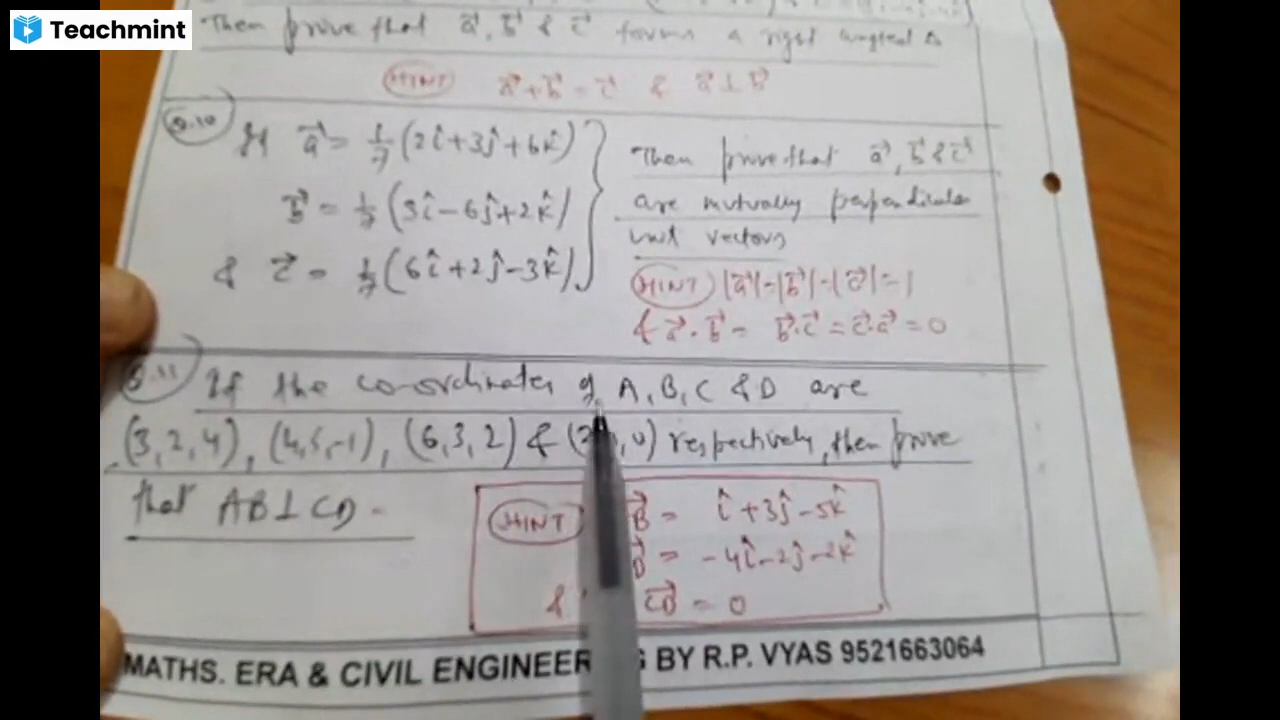 Teachmint
Then prove that a⃗, b⃗ & c⃗ forms a right angled Δ
HINT a⃗ + b⃗ = c⃗ & a⃗ ⊥ b⃗
Q.10 If a⃗ = 1/7 (2î+3ĵ+6k̂)
b⃗ = 1/7 (3î-6ĵ+2k̂)
& c⃗ = 1/7 (6î+2ĵ-3k̂)
Then prove that a⃗, b⃗ & c⃗
are mutually perpendicular
unit vectors
HINT |a⃗|=|b⃗|=|c⃗|=1
& a⃗.b⃗ = b⃗.c⃗ = c⃗.a⃗ = 0
Q.11 If the co-ordinates of A, B, C & D are
(3, 2, 4), (4, 5, -1), (6, 3, 2) & (2, , 0) respectively, then prove
that AB⊥CD.
HINT B⃗ = î+3ĵ-5k̂
D⃗ = -4î-2ĵ-2k̂
& CD⃗ = 0
MATHS. ERA & CIVIL ENGINEER G BY R.P. VYAS 9521663064